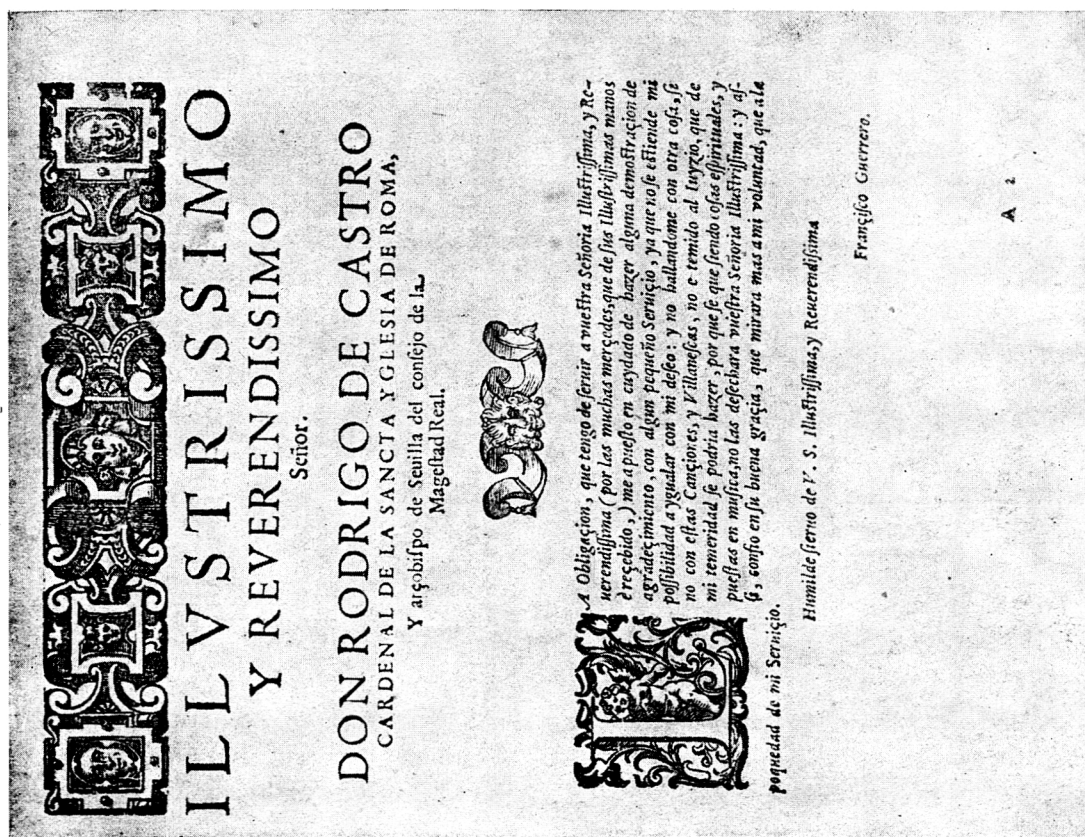 ILLVSTRISSIMO
Y REVERENDISSIMO
Señor.
DON RODRIGO DE CASTRO
CARDENAL DE LA SANCTA YGLESIA DE ROMA,
Y arçobiſpo de Seuilla del conſejo de la
Mageſtad Real.
LA Obligaçion, que tengo de ſeruir a vueſtra Señoria Illuſtriſſima, y Re-
uerendiſſima (por las muchas merçedes, que de ſus Illuſtriſſimas manos
è reçebido,) me a pueſto en cuydado de hazer alguna demoſtraçion de
agradeçimiento, con algun pequeño Seruiçio, ya que no ſe eſtiende mi
poſſibilidad a ygualar con mi deſeo: y no hallandome con otra coſa, ſi
no con eſtas Cançiones, y Villaneſcas, no e temido al Iuyzio, que de
mi temeridad ſe podria hazer, por que ſe que ſiendo coſas eſpirituales, y
pueſtas en muſica, no las deſechara vueſtra Señoria Illuſtriſſima: y aſ-
ſi, confio en ſu buena graçia, que mirara mas a mi voluntad, que a la
poquedad de mi Seruiçio.
Humilde ſieruo de V. S. Illuſtriſſima, y Reuerendiſsima
Françiſco Guerrero.
A 2